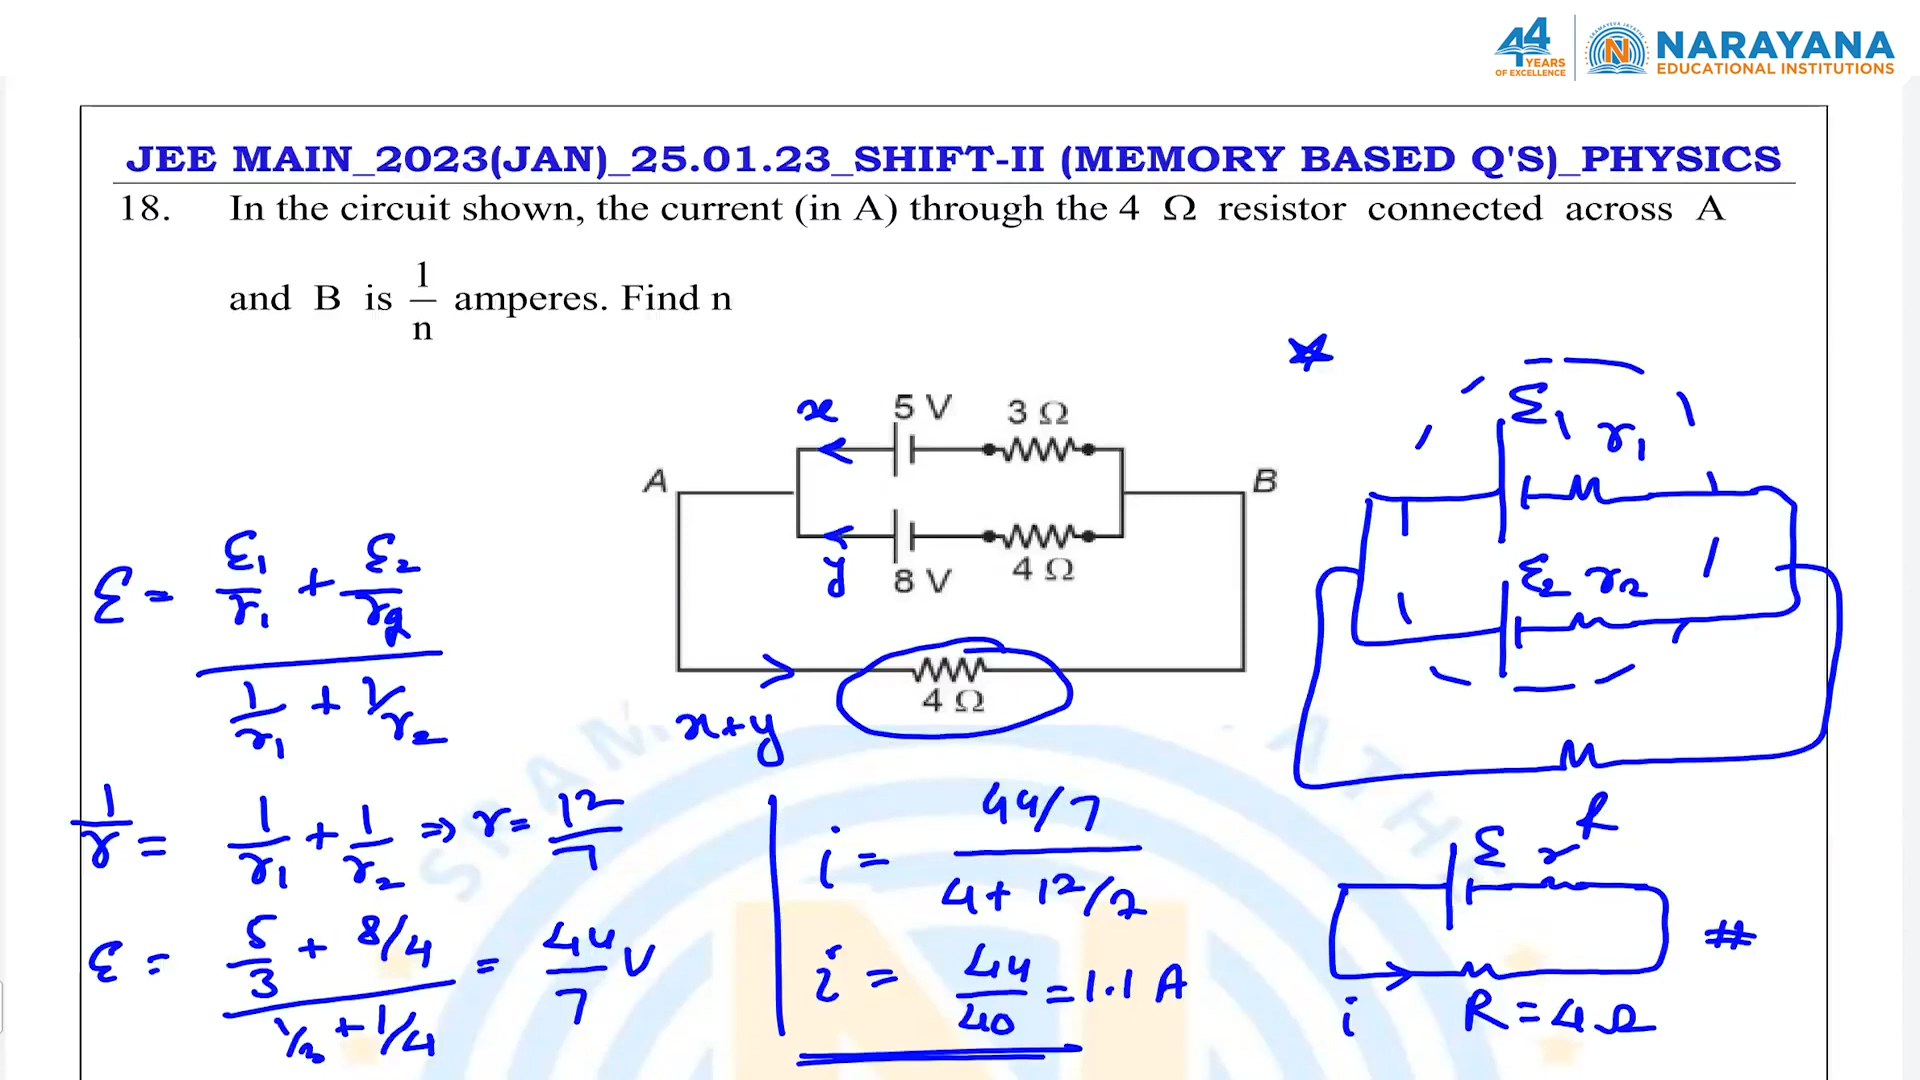 44 YEARS OF EXCELLENCE
NARAYANA
EDUCATIONAL INSTITUTIONS
JEE MAIN_2023(JAN)_25.01.23_SHIFT-II (MEMORY BASED Q'S)_PHYSICS
18. In the circuit shown, the current (in A) through the 4 Ω resistor connected across A
and B is 1/n amperes. Find n
x 5 V 3 Ω
A B
y 8 V 4 Ω
4 Ω
x+y
ε1 r1
ε2 r2
R
ε r
i R = 4Ω #
ε = (ε1/r1 + ε2/r2) / (1/r1 + 1/r2)
1/r = 1/r1 + 1/r2 ⇒ r = 12/7
ε = (5/3 + 8/4) / (1/3 + 1/4) = 44/7 V
i = (44/7) / (4 + 12/7)
i = 44/40 = 1.1 A